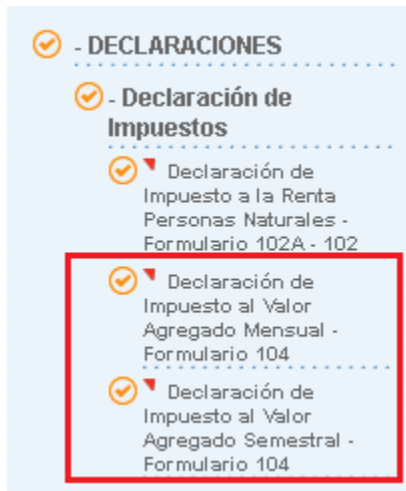 - DECLARACIONES
- Declaración de
Impuestos
Declaración de
Impuesto a la Renta
Personas Naturales -
Formulario 102A - 102
Declaración de
Impuesto al Valor
Agregado Mensual -
Formulario 104
Declaración de
Impuesto al Valor
Agregado Semestral -
Formulario 104